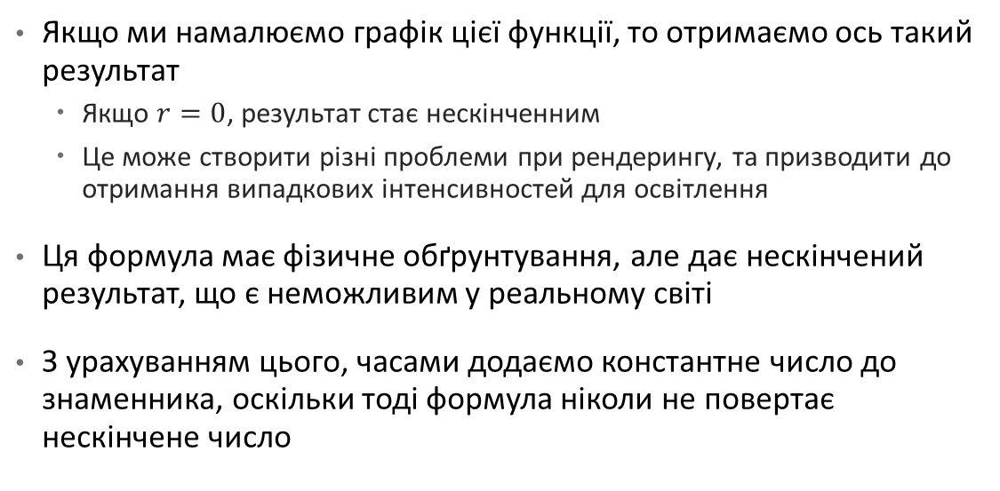 • Якщо ми намалюємо графік цієї функції, то отримаємо ось такий
результат
• Якщо r = 0, результат стає нескінченним
• Це може створити різні проблеми при рендерингу, та призводити до
отримання випадкових інтенсивностей для освітлення
• Ця формула має фізичне обґрунтування, але дає нескінчений
результат, що є неможливим у реальному світі
• З урахуванням цього, часами додаємо константне число до
знаменника, оскільки тоді формула ніколи не повертає
нескінчене число